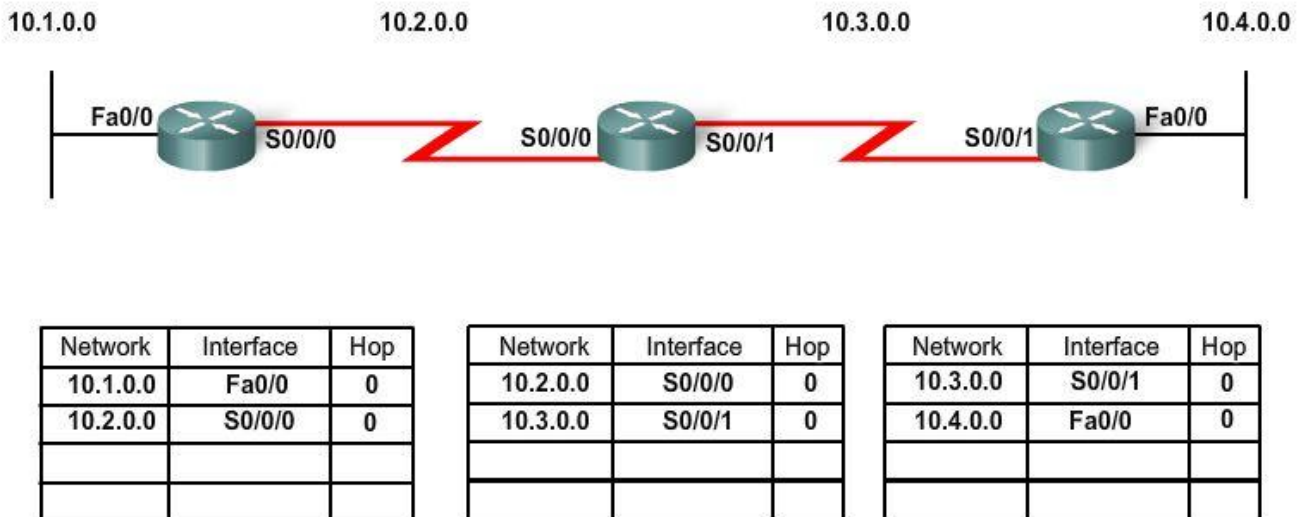 10.1.0.0 10.2.0.0 10.3.0.0 10.4.0.0
Fa0/0 S0/0/0 S0/0/0 S0/0/1 S0/0/1 Fa0/0
Network Interface Hop
10.1.0.0 Fa0/0 0
10.2.0.0 S0/0/0 0
Network Interface Hop
10.2.0.0 S0/0/0 0
10.3.0.0 S0/0/1 0
Network Interface Hop
10.3.0.0 S0/0/1 0
10.4.0.0 Fa0/0 0